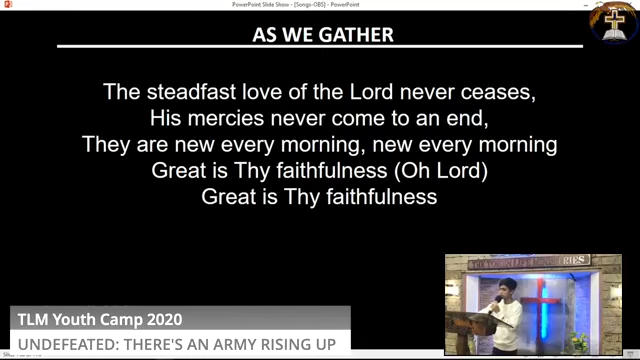 PowerPoint Slide Show - [Songs-OBS] - PowerPoint
AS WE GATHER
The steadfast love of the Lord never ceases,
His mercies never come to an end,
They are new every morning, new every morning
Great is Thy faithfulness (Oh Lord)
Great is Thy faithfulness
LIFE MINISTRIES
TLM Youth Camp 2020
UNDEFEATED: THERE'S AN ARMY RISING UP